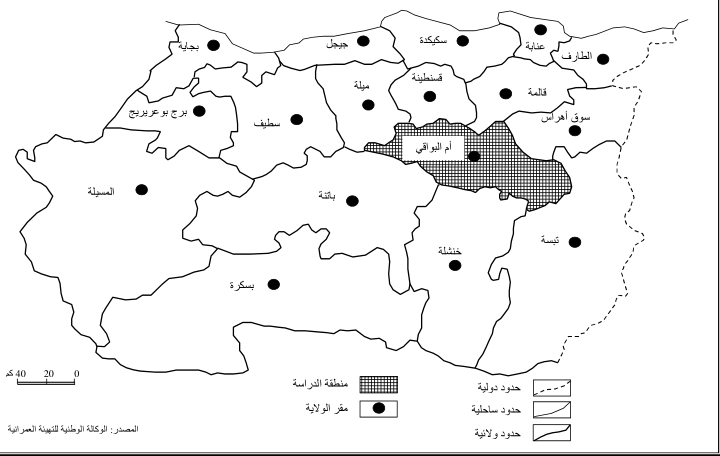 عنابة
الطارف
سكيكدة
جيجل
بجاية
قسنطينة
ميلة
قالمة
برج بوعريريج
سطيف
سوق أهراس
أم البواقي
المسيلة
باتنة
تبسة
خنشلة
بسكرة
0 20 40 كم
منطقة الدراسة
مقر الولاية
حدود دولية
حدود ساحلية
حدود ولائية
المصدر: الوكالة الوطنية للتهيئة العمرانية